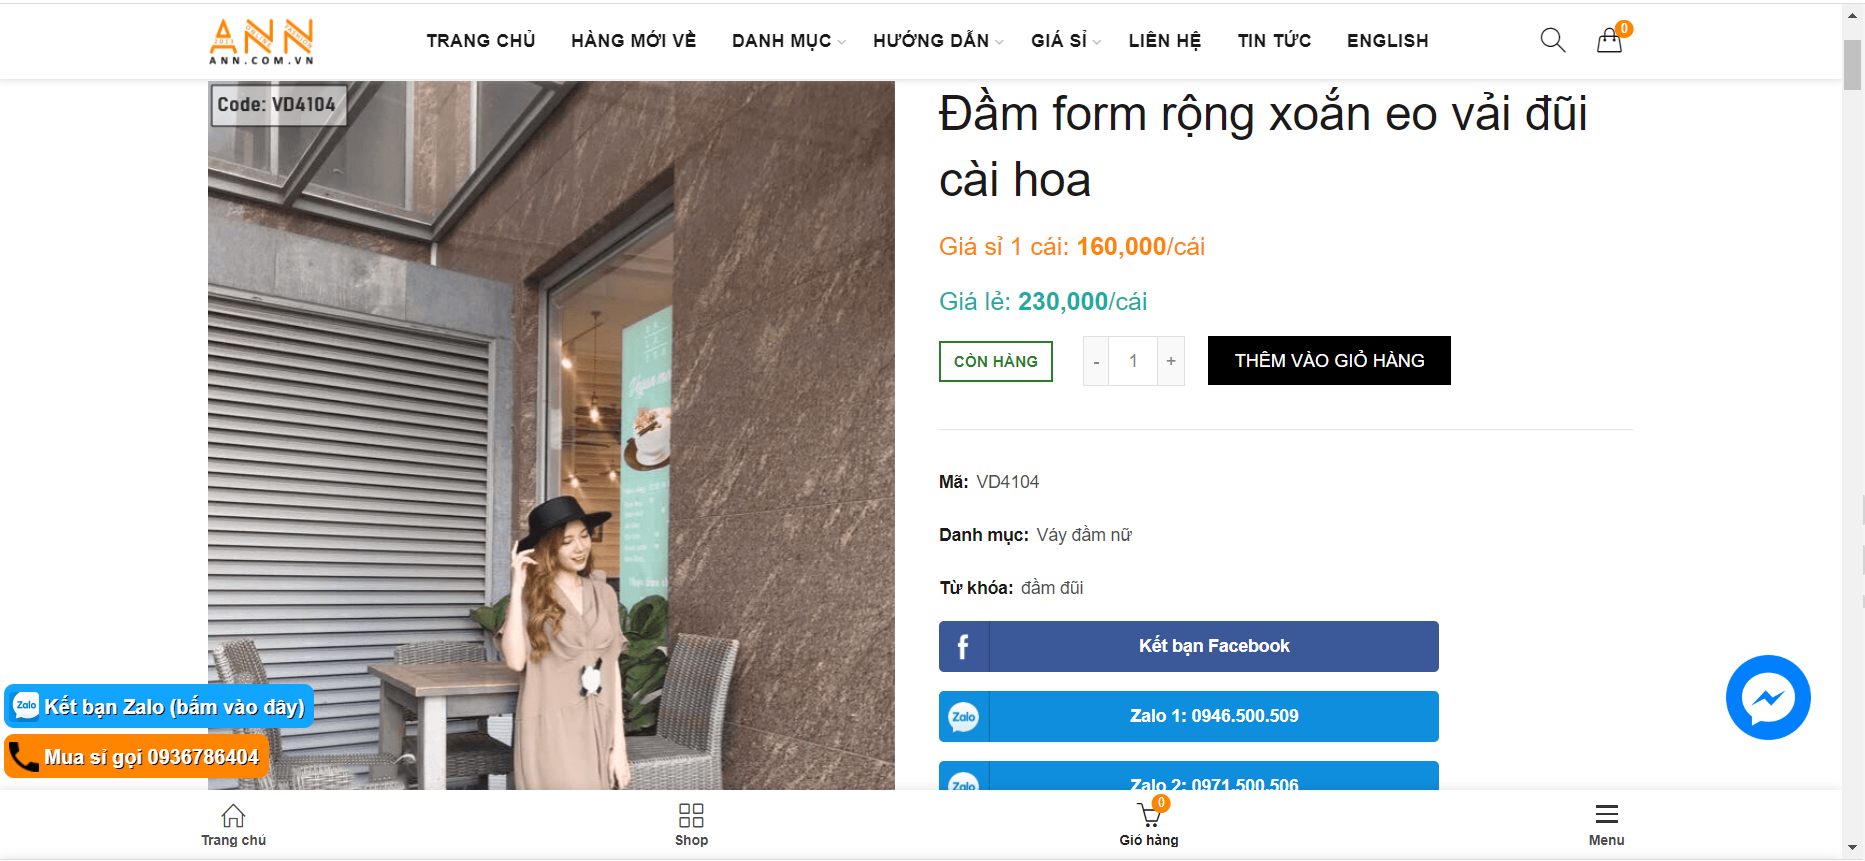 ANN
ANN.COM.VN
TRANG CHỦ
HÀNG MỚI VỀ
DANH MỤC
HƯỚNG DẪN
GIÁ SỈ
LIÊN HỆ
TIN TỨC
ENGLISH
0
Code: VD4104
Đầm form rộng xoắn eo vải đũi
cài hoa
Giá sỉ 1 cái: 160,000/cái
Giá lẻ: 230,000/cái
CÒN HÀNG
- 1 +
THÊM VÀO GIỎ HÀNG
Mã: VD4104
Danh mục: Váy đầm nữ
Từ khóa: đầm đũi
Kết bạn Facebook
Zalo Zalo 1: 0946.500.509
Zalo Zalo 2: 0971.500.506
Zalo Kết bạn Zalo (bấm vào đây)
Mua sỉ gọi 0936786404
Trang chủ
Shop
0
Giỏ hàng
Menu